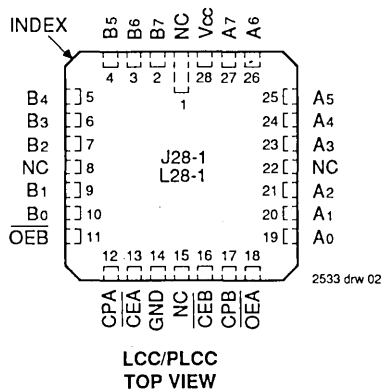 INDEX
B5 B6 B7 NC Vcc A7 A6
4 3 2 28 27 26
1
B4 5 25 A5
B3 6 24 A4
B2 7 23 A3
NC 8 22 NC
B1 9 21 A2
B0 10 20 A1
OEB 11 19 A0
J28-1
L28-1
12 13 14 15 16 17 18
CPA CEA GND NC CEB CPB OEA
2533 drw 02
LCC/PLCC
TOP VIEW